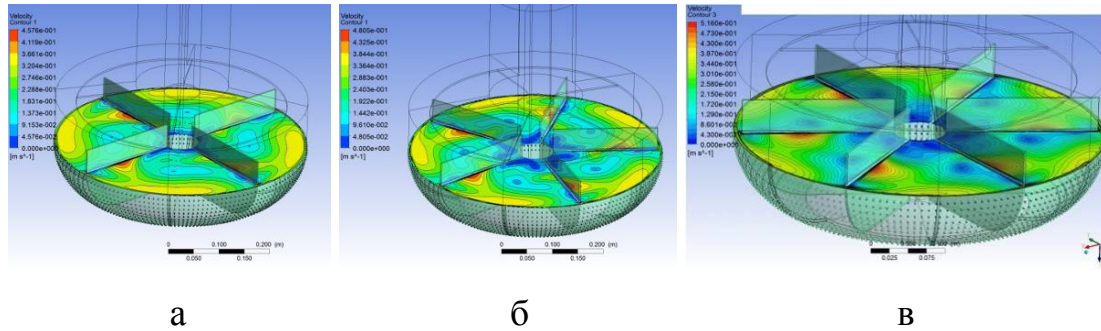 Velocity
Contour 1
4.576e-001
4.119e-001
3.661e-001
3.204e-001
2.746e-001
2.288e-001
1.831e-001
1.373e-001
9.153e-002
4.576e-002
0.000e+000
[m s^-1]
0 0.100 0.200 (m)
0.050 0.150
Velocity
Contour 1
4.805e-001
4.325e-001
3.844e-001
3.364e-001
2.883e-001
2.403e-001
1.922e-001
1.442e-001
9.610e-002
4.805e-002
0.000e+000
[m s^-1]
0 0.100 0.200 (m)
0.050 0.150
Velocity
Contour 3
5.160e-001
4.730e-001
4.300e-001
3.870e-001
3.440e-001
3.010e-001
2.580e-001
2.150e-001
1.720e-001
1.290e-001
8.601e-002
4.300e-002
0.000e+000
[m s^-1]
0.025 0.075
а б в